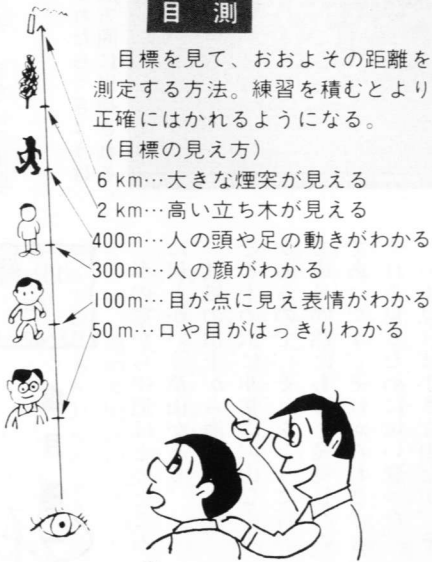 目測
目標を見て、おおよその距離を
測定する方法。練習を積むとより
正確にはかれるようになる。
（目標の見え方）
6km…大きな煙突が見える
2km…高い立ち木が見える
400m…人の頭や足の動きがわかる
300m…人の顔がわかる
100m…目が点に見え表情がわかる
50m…口や目がはっきりわかる